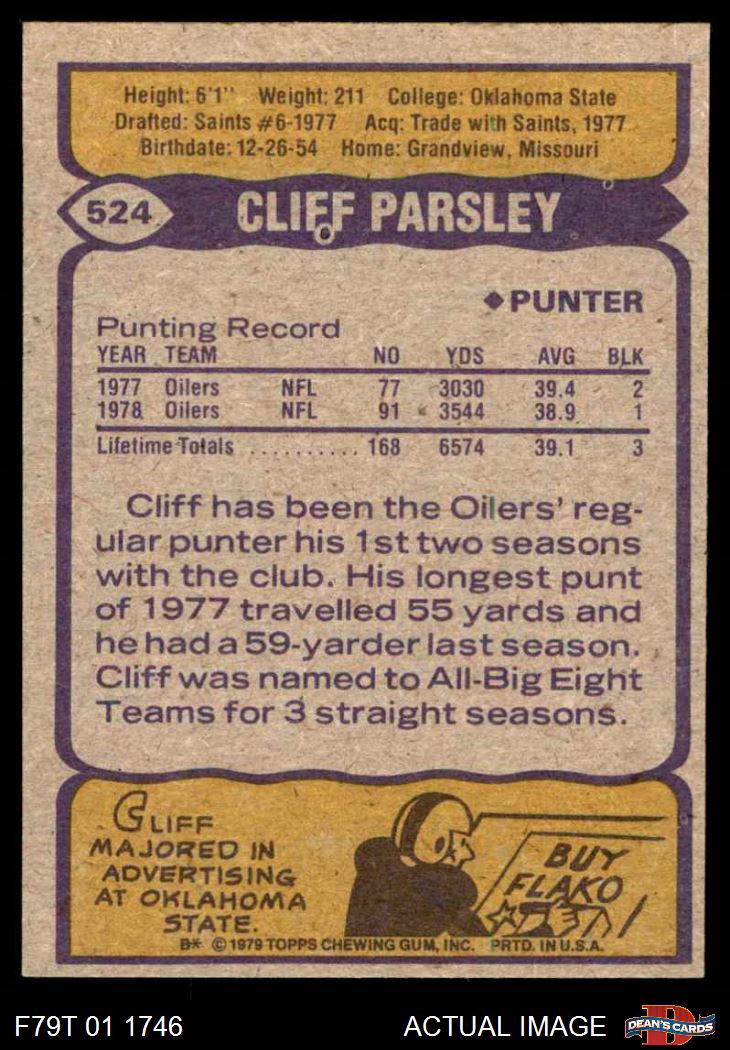 Height: 6'1" Weight: 211 College: Oklahoma State
Drafted: Saints #6-1977 Acq: Trade with Saints, 1977
Birthdate: 12-26-54 Home: Grandview, Missouri
524 CLIFF PARSLEY
◆PUNTER
Punting Record
YEAR TEAM NO YDS AVG BLK
1977 Oilers NFL 77 3030 39.4 2
1978 Oilers NFL 91 3544 38.9 1
Lifetime Totals .......... 168 6574 39.1 3
Cliff has been the Oilers' reg-
ular punter his 1st two seasons
with the club. His longest punt
of 1977 travelled 55 yards and
he had a 59-yarder last season.
Cliff was named to All-Big Eight
Teams for 3 straight seasons.
CLIFF
MAJORED IN
ADVERTISING
AT OKLAHOMA
STATE.
BUY
FLAKO
B* © 1979 TOPPS CHEWING GUM, INC. PRTD. IN U.S.A.
F79T 01 1746 ACTUAL IMAGE D DEAN'S CARDS